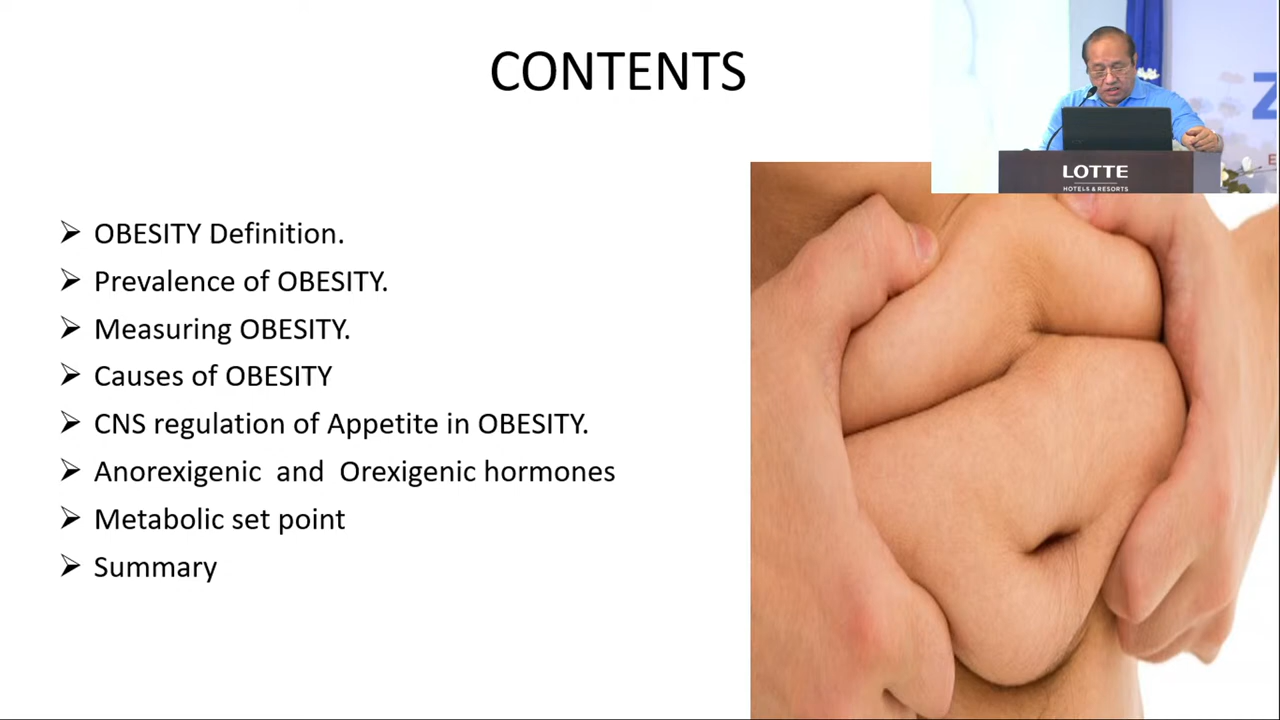 CONTENTS
OBESITY Definition.
Prevalence of OBESITY.
Measuring OBESITY.
Causes of OBESITY
CNS regulation of Appetite in OBESITY.
Anorexigenic and Orexigenic hormones
Metabolic set point
Summary
LOTTE
HOTELS & RESORTS
Z
E